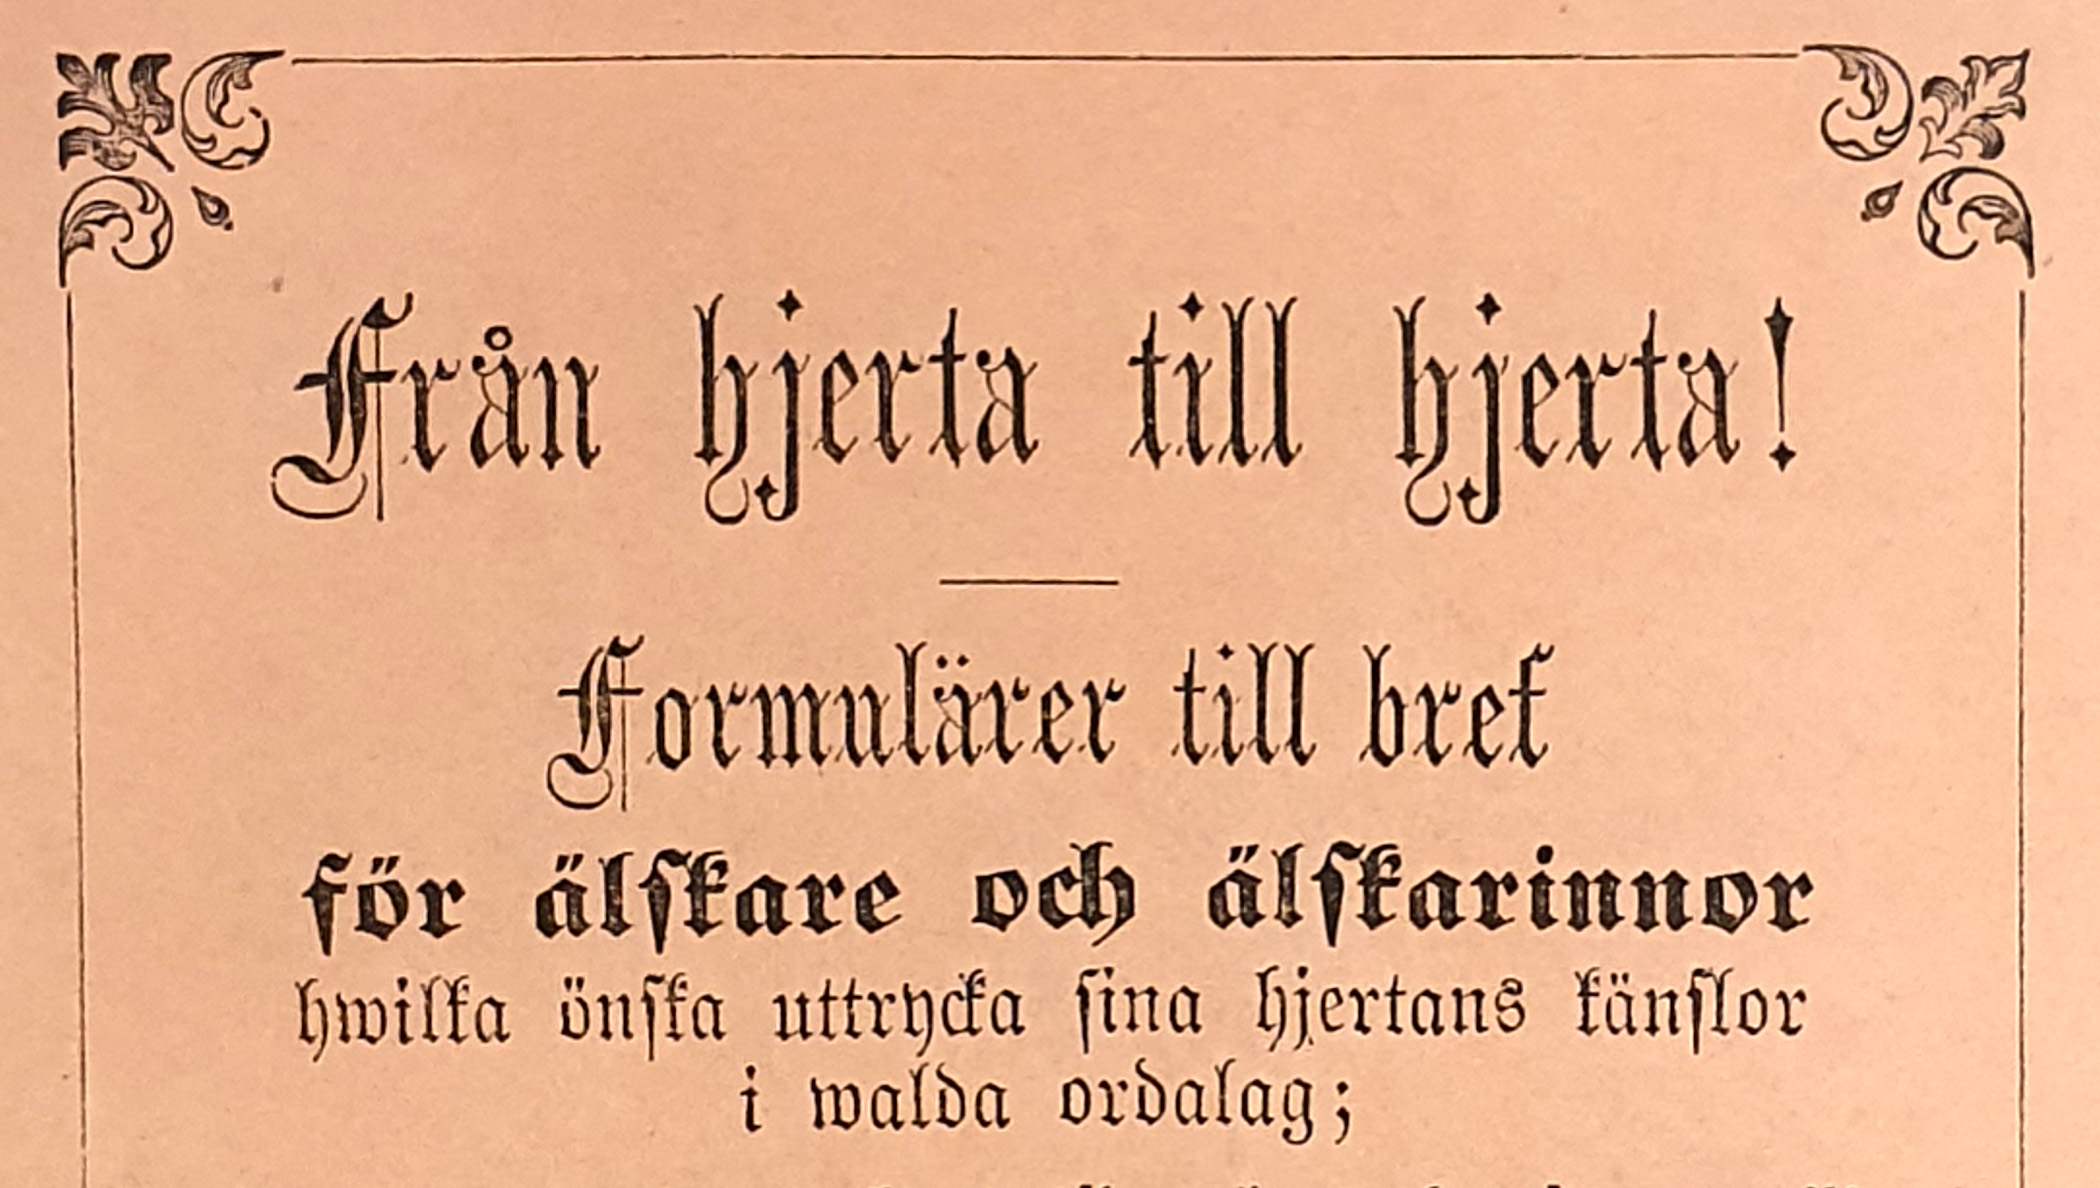 Från hjerta till hjerta!
Formulärer till bref
för älskare och älskarinnor
hwilka önska uttrycka sina hjertans känslor
i walda ordalag;